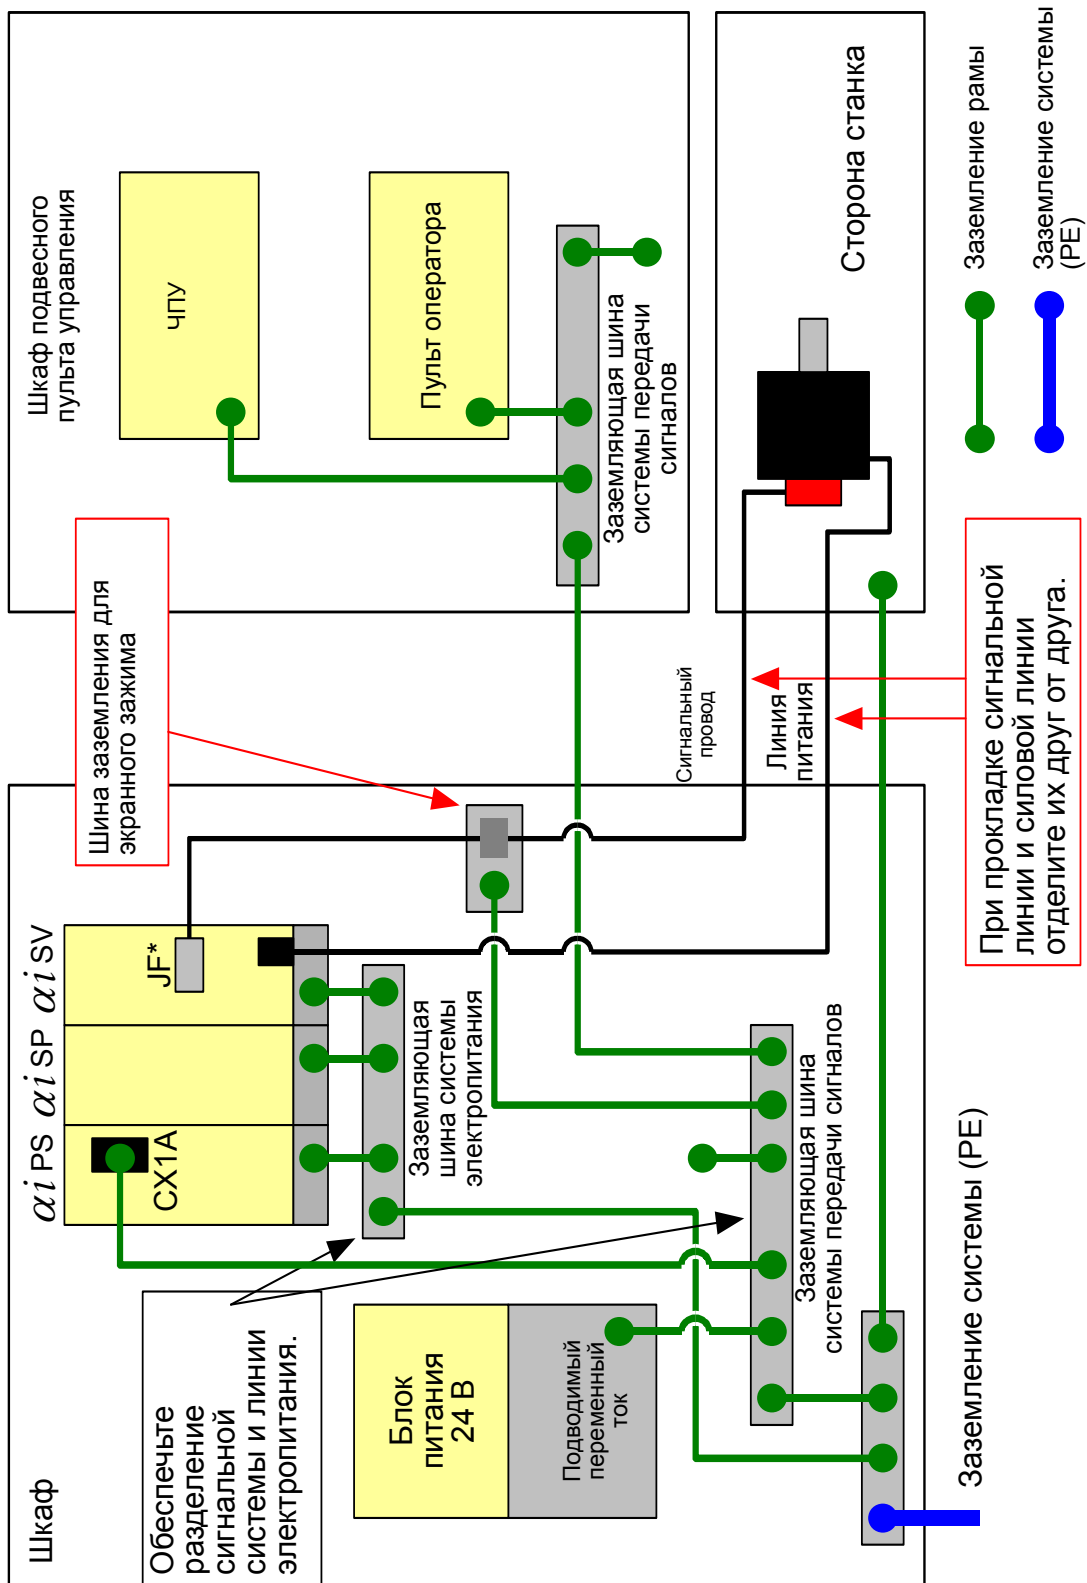 Шкаф
Обеспечьте
разделение
сигнальной
системы и линии
электропитания.
αi PS
αi SP
αi SV
CX1A
JF*
Шина заземления для
экранного зажима
Шкаф подвесного
пульта управления
ЧПУ
Пульт оператора
Заземляющая шина
системы передачи
сигналов
Блок
питания
24 В
Подводимый
переменный
ток
Заземляющая
шина системы
электропитания
Сигнальный
провод
Линия
питания
Сторона станка
Заземляющая шина
системы передачи сигналов
Заземление системы (PE)
При прокладке сигнальной
линии и силовой линии
отделите их друг от друга.
Заземление рамы
Заземление системы
(PE)